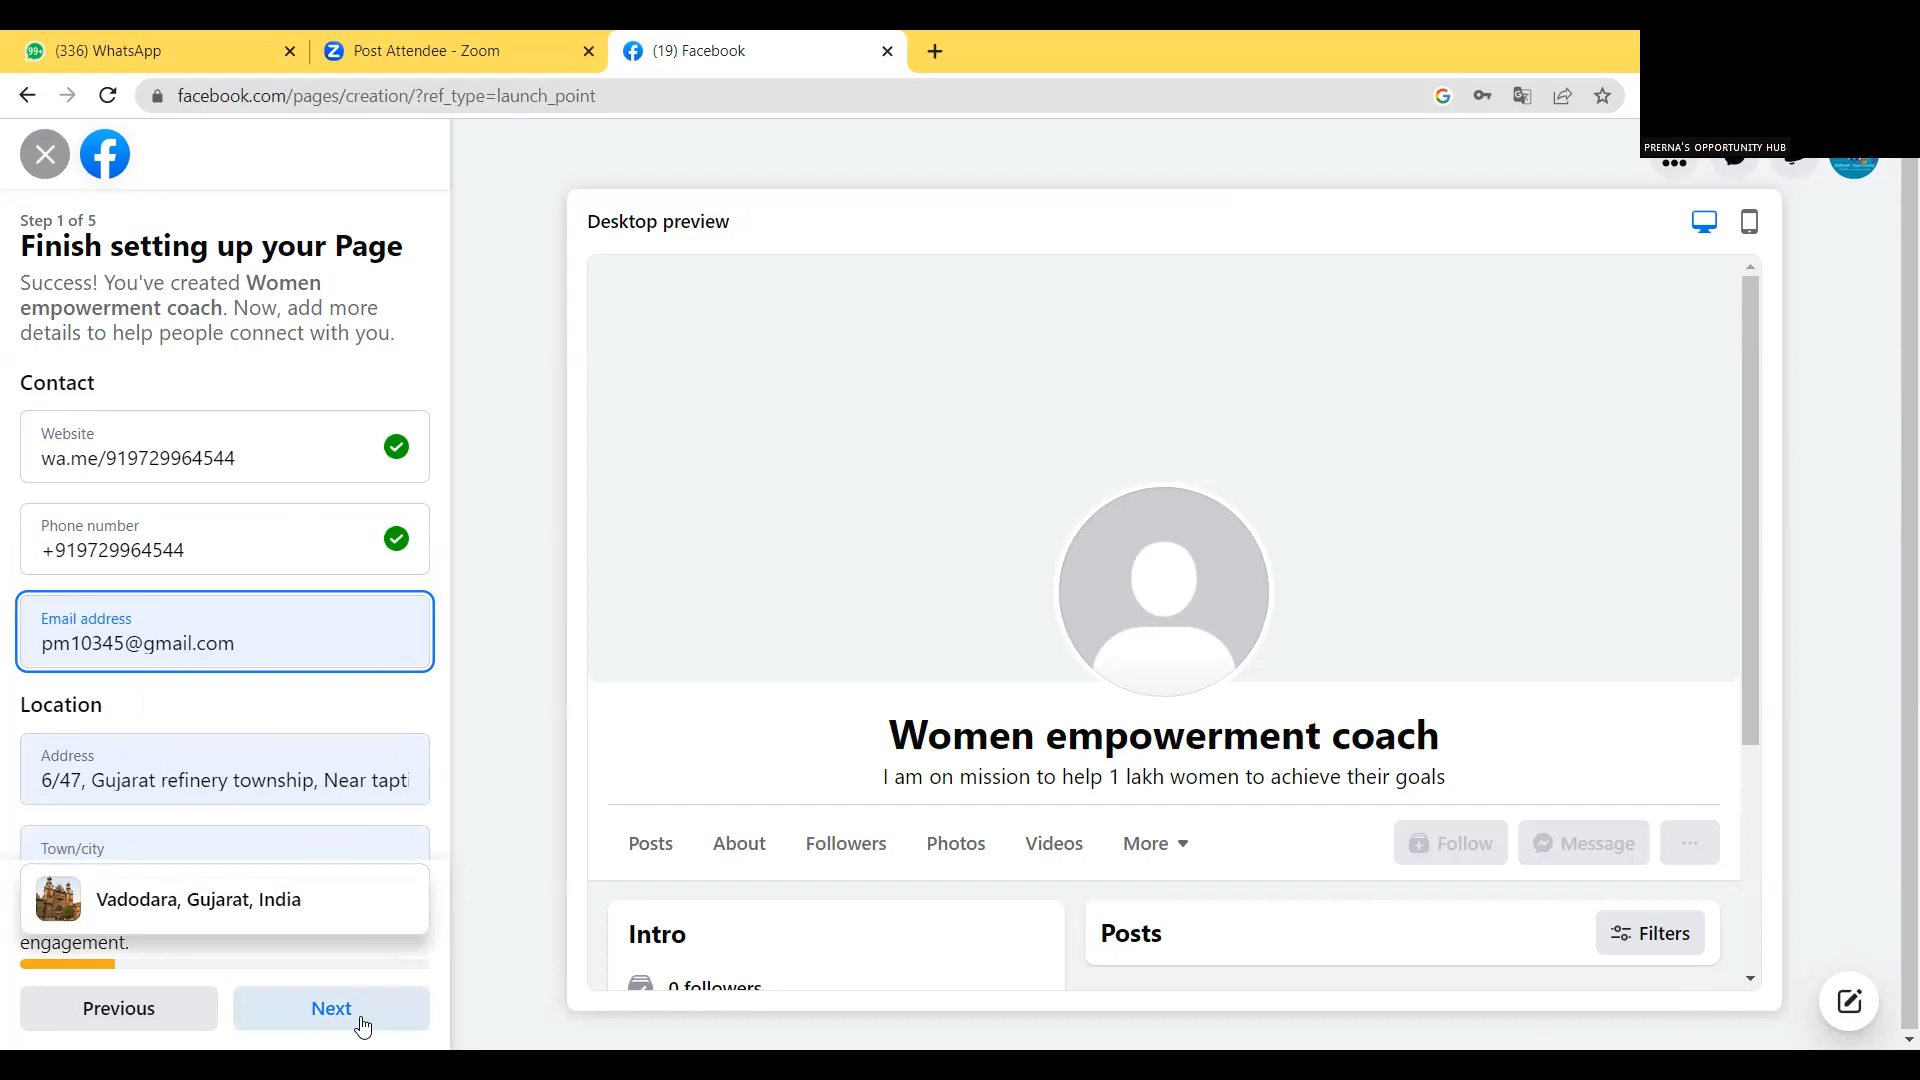 99+ (336) WhatsApp
Post Attendee - Zoom
(19) Facebook
facebook.com/pages/creation/?ref_type=launch_point
PRERNA'S OPPORTUNITY HUB
Step 1 of 5
Finish setting up your Page
Success! You've created Women
empowerment coach. Now, add more
details to help people connect with you.
Contact
Website
wa.me/919729964544
Phone number
+919729964544
Email address
pm10345@gmail.com
Location
Address
6/47, Gujarat refinery township, Near tapti
Town/city
Vadodara, Gujarat, India
engagement.
Previous
Next
Desktop preview
Women empowerment coach
I am on mission to help 1 lakh women to achieve their goals
Posts
About
Followers
Photos
Videos
More
Follow
Message
Intro
0 followers
Posts
Filters